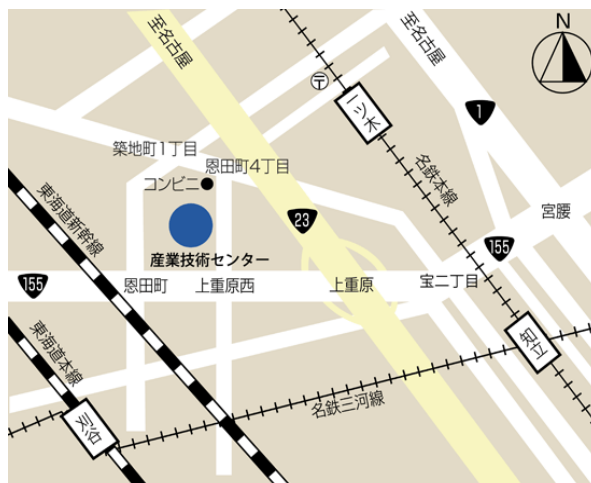 至名古屋
至名古屋
N
〒
一ツ木
1
築地町1丁目
恩田町4丁目
コンビニ
名鉄本線
東海道新幹線
23
宮腰
産業技術センター
155
155
恩田町
上重原西
上重原
宝二丁目
東海道本線
知立
名鉄三河線
刈谷